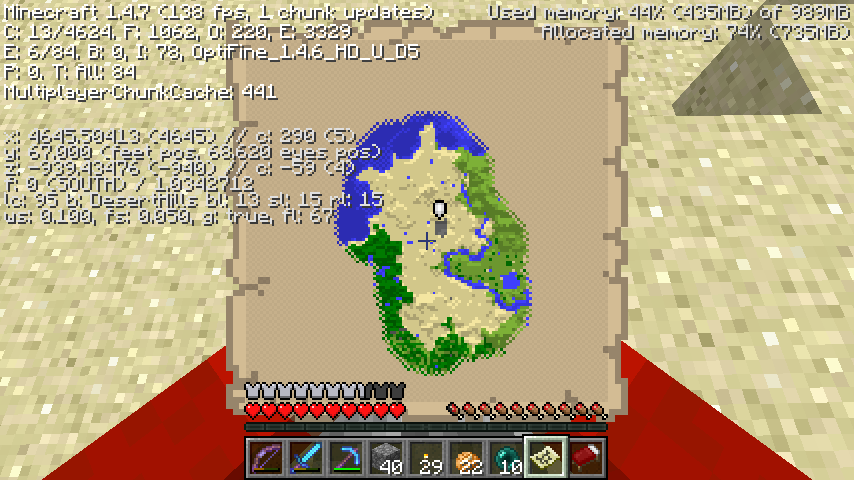 Minecraft 1.4.7 (138 fps, 1 chunk updates)
Used memory: 44% (435MB) of 989MB
C: 13/4624, F: 1062, O: 220, E: 3329
Allocated memory: 74% (735MB)
E: 6/84, B: 0, I: 78, OptiFine_1.4.6_HD_U_D5
P: 0, T: All: 84
MultiplayerChunkCache: 441
x: 4645.50413 (4645) // c: 290 (5)
y: 67.000 (feet pos, 68.620 eyes pos)
z: -939.43476 (-940) // c: -59 (4)
f: 0 (SOUTH) / 1.0342712
lc: 95 b: DesertHills bl: 13 sl: 15 rl: 15
ws: 0.100, fs: 0.050, g: true, fl: 67
40 29 22 10